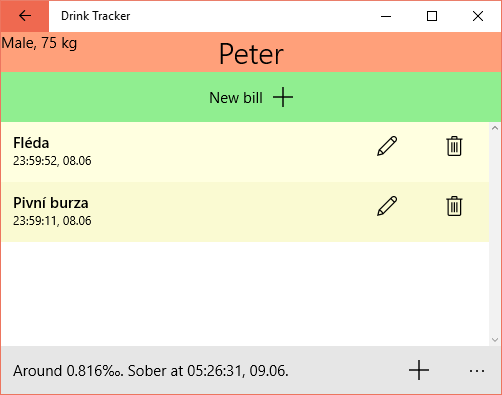 Drink Tracker
Male, 75 kg
Peter
New bill
Fléda
23:59:52, 08.06
Pivní burza
23:59:11, 08.06
Around 0.816‰. Sober at 05:26:31, 09.06.